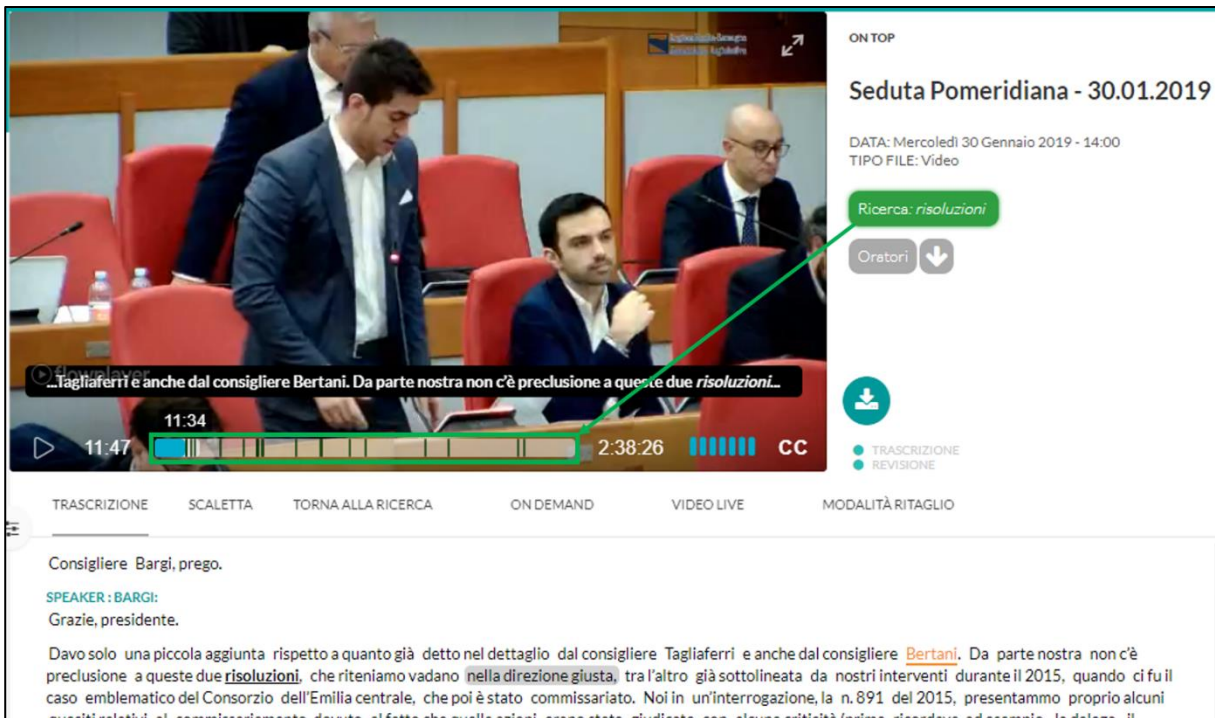 ON TOP
Seduta Pomeridiana - 30.01.2019
DATA: Mercoledì 30 Gennaio 2019 - 14:00
TIPO FILE: Video
Ricerca: risoluzioni
Oratori
flowplayer
...Tagliaferri e anche dal consigliere Bertani. Da parte nostra non c'è preclusione a queste due risoluzioni...
11:34
11:47
2:38:26
CC
TRASCRIZIONE
REVISIONE
TRASCRIZIONE SCALETTA TORNA ALLA RICERCA ON DEMAND VIDEO LIVE MODALITÀ RITAGLIO
Consigliere Bargi, prego.
SPEAKER : BARGI:
Grazie, presidente.
Davo solo una piccola aggiunta rispetto a quanto già detto nel dettaglio dal consigliere Tagliaferri e anche dal consigliere Bertani. Da parte nostra non c'è
preclusione a queste due risoluzioni, che riteniamo vadano nella direzione giusta, tra l'altro già sottolineata da nostri interventi durante il 2015, quando ci fu il
caso emblematico del Consorzio dell'Emilia centrale, che poi è stato commissariato. Noi in un'interrogazione, la n. 891 del 2015, presentammo proprio alcuni